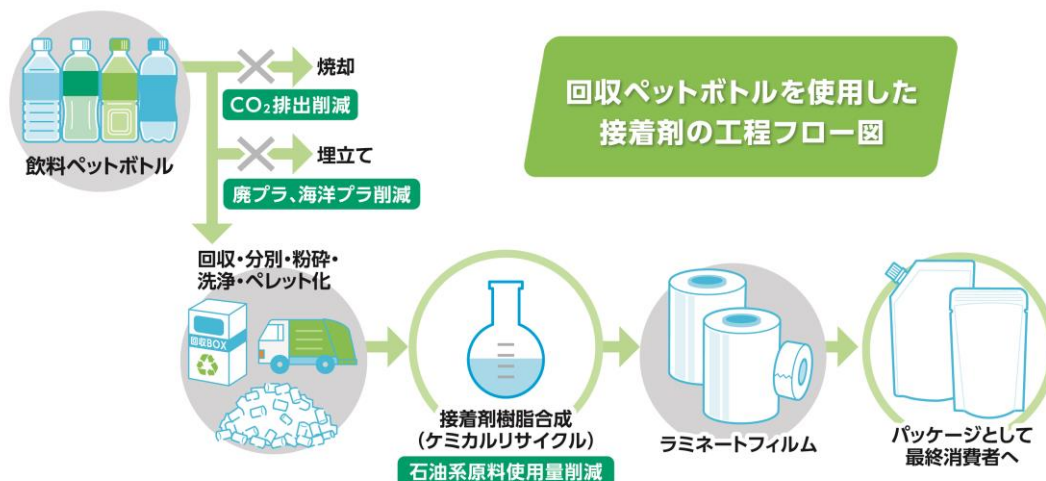 回収ペットボトルを使用した
接着剤の工程フロー図
焼却
CO₂排出削減
埋立て
飲料ペットボトル
廃プラ、海洋プラ削減
回収・分別・粉砕・
洗浄・ペレット化
回収BOX
接着剤樹脂合成
(ケミカルリサイクル)
石油系原料使用量削減
ラミネートフィルム
パッケージとして
最終消費者へ